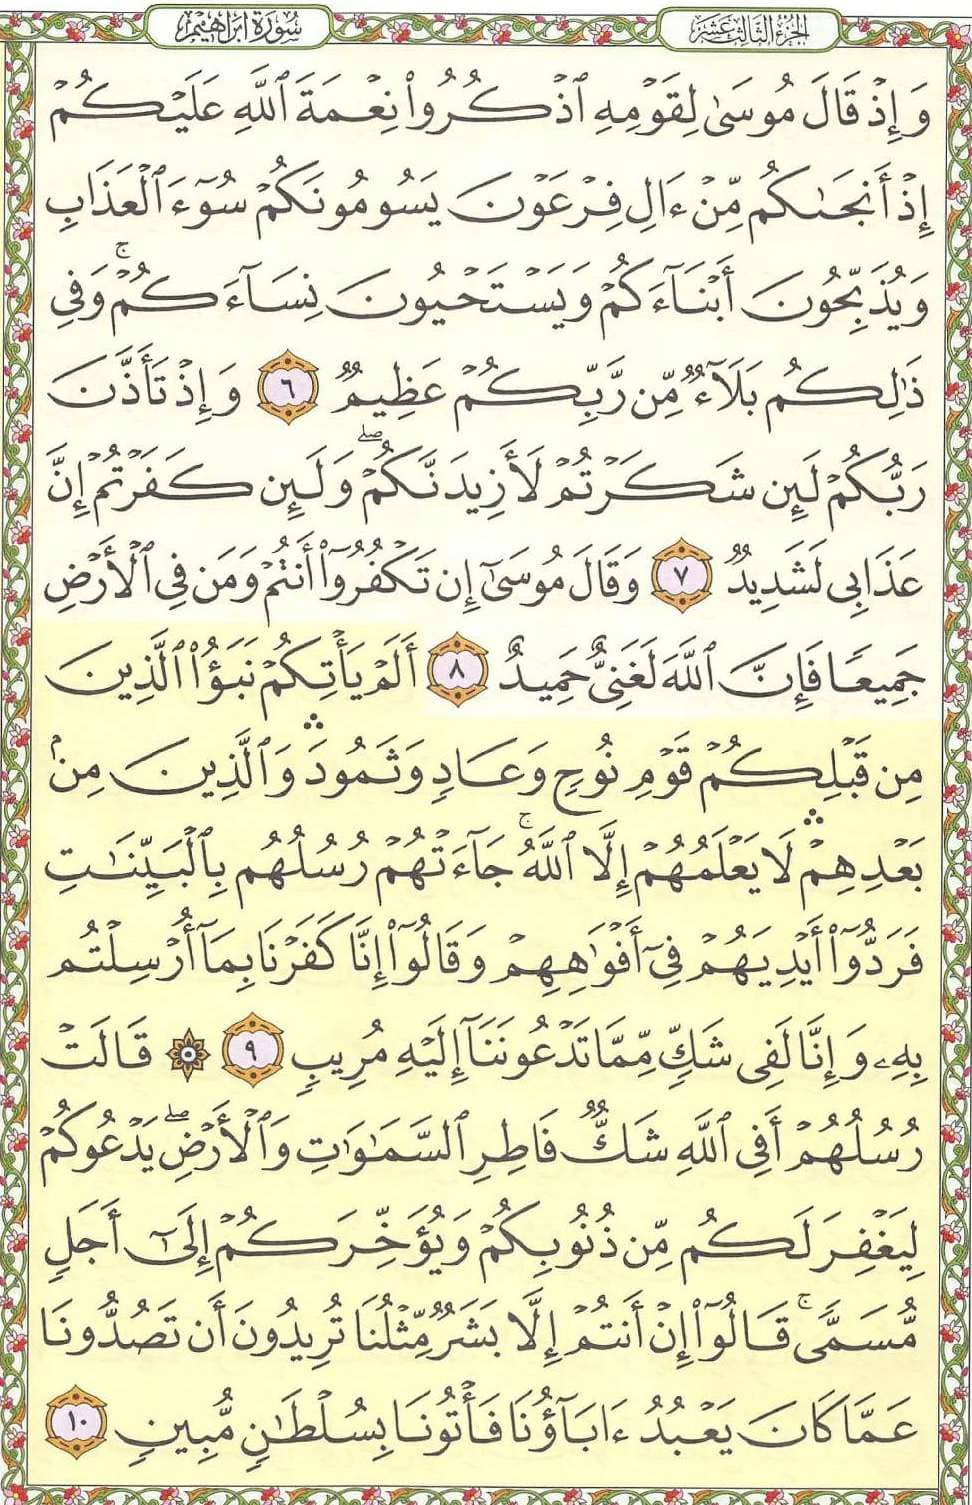 الجزء الثالث عشر
سورة ابراهيم
وَإِذْ قَالَ مُوسَىٰ لِقَوْمِهِ ٱذْكُرُوا۟ نِعْمَةَ ٱللَّهِ عَلَيْكُمْ
إِذْ أَنجَىٰكُم مِّنْ ءَالِ فِرْعَوْنَ يَسُومُونَكُمْ سُوٓءَ ٱلْعَذَابِ
وَيُذَبِّحُونَ أَبْنَآءَكُمْ وَيَسْتَحْيُونَ نِسَآءَكُمْ ۚ وَفِى
ذَٰلِكُم بَلَآءٌ مِّن رَّبِّكُمْ عَظِيمٌ ٦ وَإِذْ تَأَذَّنَ
رَبُّكُمْ لَئِن شَكَرْتُمْ لَأَزِيدَنَّكُمْ ۖ وَلَئِن كَفَرْتُمْ إِنَّ
عَذَابِى لَشَدِيدٌ ٧ وَقَالَ مُوسَىٰٓ إِن تَكْفُرُوٓا۟ أَنتُمْ وَمَن فِى ٱلْأَرْضِ
جَمِيعًا فَإِنَّ ٱللَّهَ لَغَنِىٌّ حَمِيدٌ ٨ أَلَمْ يَأْتِكُمْ نَبَؤُا۟ ٱلَّذِينَ
مِن قَبْلِكُمْ قَوْمِ نُوحٍ وَعَادٍ وَثَمُودَ ۛ وَٱلَّذِينَ مِنۢ
بَعْدِهِمْ ۛ لَا يَعْلَمُهُمْ إِلَّا ٱللَّهُ ۚ جَآءَتْهُمْ رُسُلُهُم بِٱلْبَيِّنَـٰتِ
فَرَدُّوٓا۟ أَيْدِيَهُمْ فِىٓ أَفْوَٰهِهِمْ وَقَالُوٓا۟ إِنَّا كَفَرْنَا بِمَآ أُرْسِلْتُم
بِهِۦ وَإِنَّا لَفِى شَكٍّ مِّمَّا تَدْعُونَنَآ إِلَيْهِ مُرِيبٍ ٩ ۞ قَالَتْ
رُسُلُهُمْ أَفِى ٱللَّهِ شَكٌّ فَاطِرِ ٱلسَّمَـٰوَٰتِ وَٱلْأَرْضِ ۖ يَدْعُوكُمْ
لِيَغْفِرَ لَكُم مِّن ذُنُوبِكُمْ وَيُؤَخِّرَكُمْ إِلَىٰٓ أَجَلٍ
مُّسَمًّى ۚ قَالُوٓا۟ إِنْ أَنتُمْ إِلَّا بَشَرٌ مِّثْلُنَا تُرِيدُونَ أَن تَصُدُّونَا
عَمَّا كَانَ يَعْبُدُ ءَابَآؤُنَا فَأْتُونَا بِسُلْطَـٰنٍ مُّبِينٍ ١٠